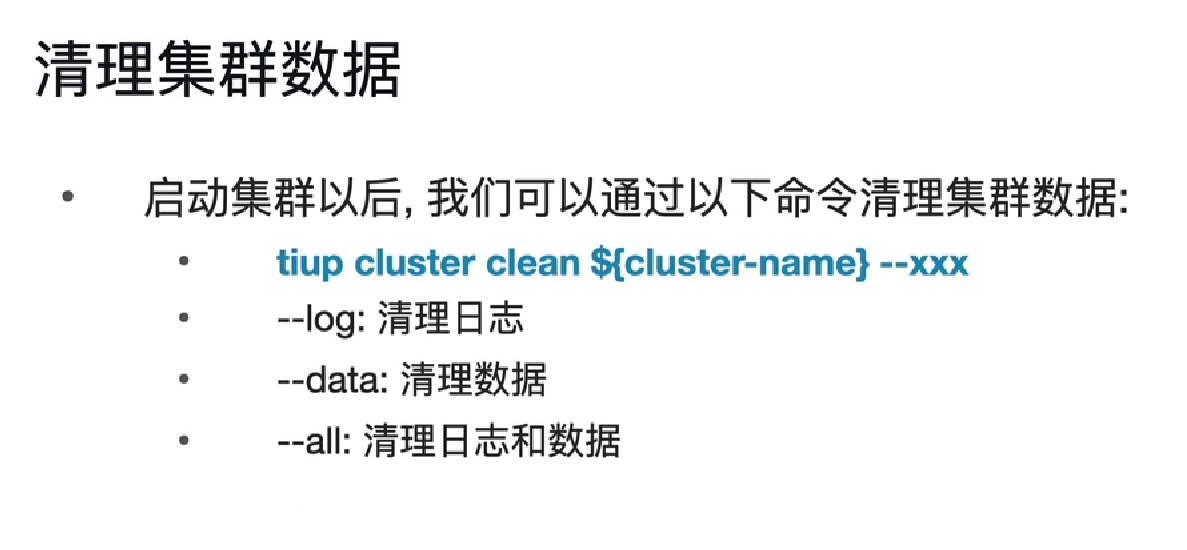 清理集群数据
• 启动集群以后, 我们可以通过以下命令清理集群数据:
• tiup cluster clean ${cluster-name} --xxx
• --log: 清理日志
• --data: 清理数据
• --all: 清理日志和数据